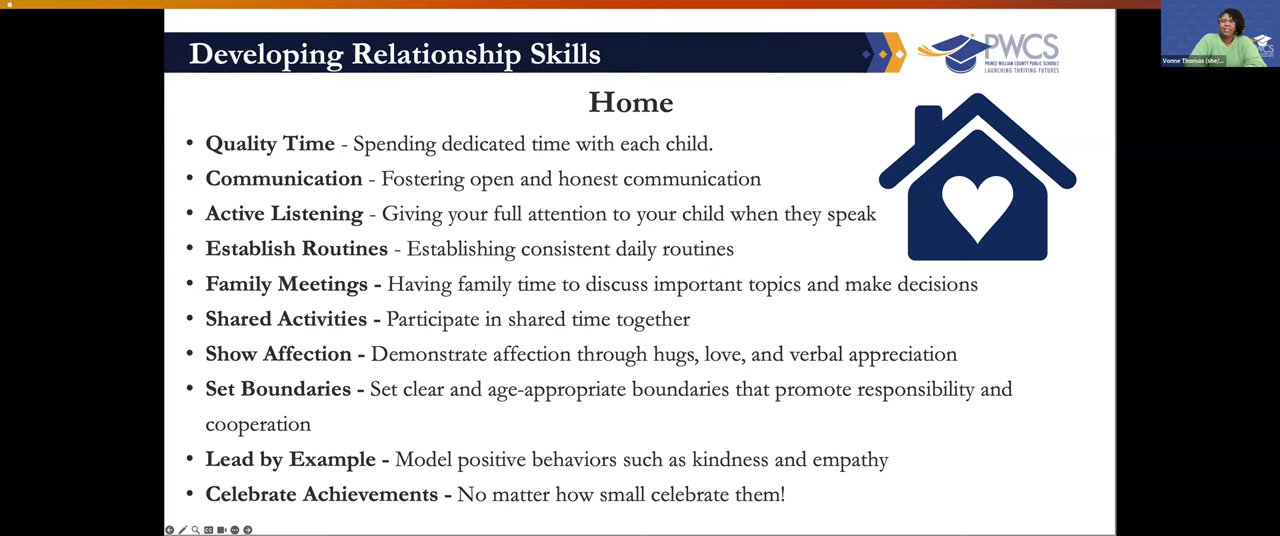 Developing Relationship Skills
PWCS
PRINCE WILLIAM COUNTY PUBLIC SCHOOLS
LAUNCHING THRIVING FUTURES
Vonne Thomas (she/...
Home
• Quality Time - Spending dedicated time with each child.
• Communication - Fostering open and honest communication
• Active Listening - Giving your full attention to your child when they speak
• Establish Routines - Establishing consistent daily routines
• Family Meetings - Having family time to discuss important topics and make decisions
• Shared Activities - Participate in shared time together
• Show Affection - Demonstrate affection through hugs, love, and verbal appreciation
• Set Boundaries - Set clear and age-appropriate boundaries that promote responsibility and
cooperation
• Lead by Example - Model positive behaviors such as kindness and empathy
• Celebrate Achievements - No matter how small celebrate them!